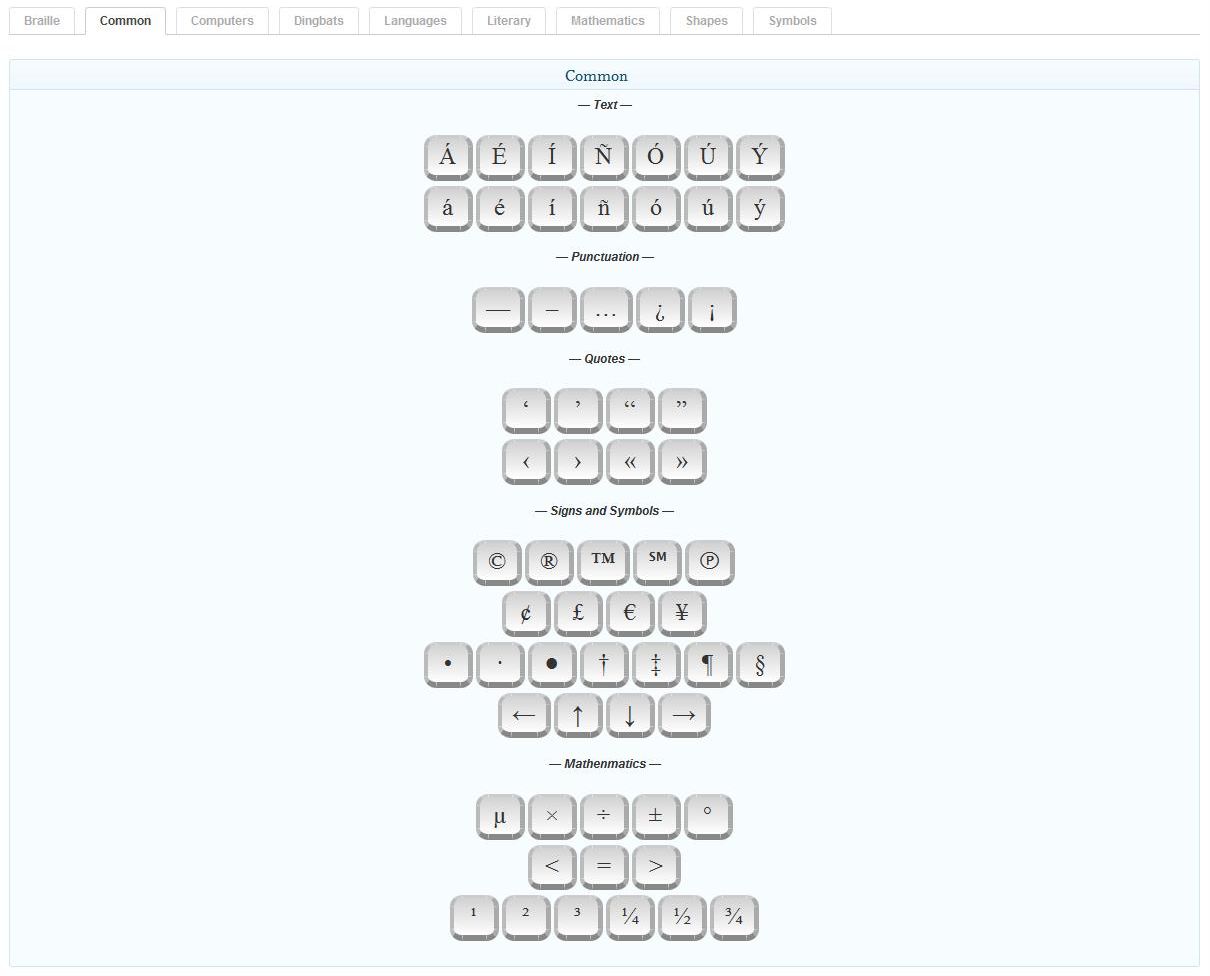 Braille Common Computers Dingbats Languages Literary Mathematics Shapes Symbols
Common
— Text —
Á É Í Ñ Ó Ú Ý
á é í ñ ó ú ý
— Punctuation —
— – … ¿ ¡
— Quotes —
‘ ’ “ ”
‹ › « »
— Signs and Symbols —
© ® ™ ℠ ℗
¢ £ € ¥
• · ● † ‡ ¶ §
← ↑ ↓ →
— Mathenmatics —
µ × ÷ ± °
< = >
¹ ² ³ ¼ ½ ¾